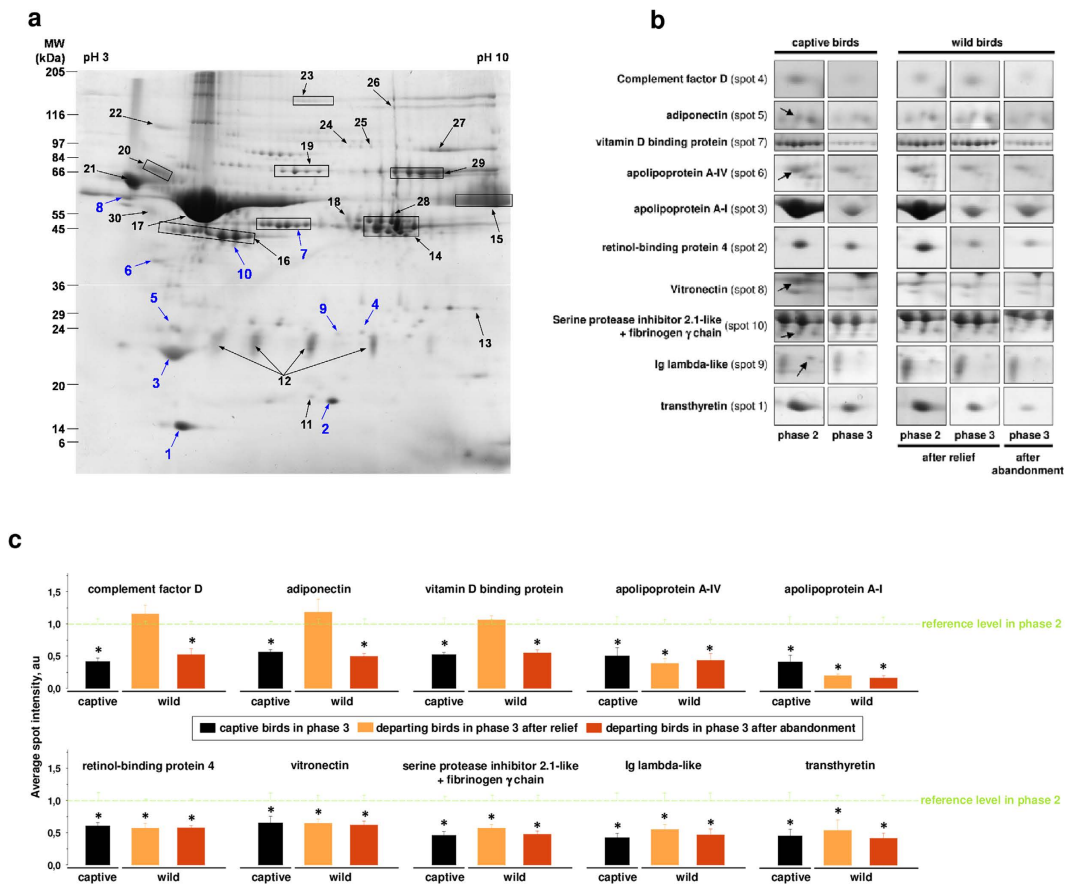 a
MW
(kDa)
pH 3
pH 10
205
116
97
84
66
55
45
36
29
24
20
14
6
23
26
22
24
25
27
20
19
21
29
8
30
17
18
28
15
7
16
14
10
6
5
9
4
13
3
12
11
2
1
b
captive birds
wild birds
Complement factor D (spot 4)
adiponectin (spot 5)
vitamin D binding protein (spot 7)
apolipoprotein A-IV (spot 6)
apolipoprotein A-I (spot 3)
retinol-binding protein 4 (spot 2)
Vitronectin (spot 8)
Serine protease inhibitor 2.1-like
+ fibrinogen γ chain (spot 10)
Ig lambda-like (spot 9)
transthyretin (spot 1)
phase 2 phase 3 phase 2 phase 3 phase 3
after relief
after
abandonment
c
Average spot intensity, au
complement factor D
adiponectin
vitamin D binding protein
apolipoprotein A-IV
apolipoprotein A-I
1,5
1,0
0,5
0,0
* * * * * * * * * * * *
reference level in phase 2
captive wild captive wild captive wild captive wild captive wild
captive birds in phase 3 departing birds in phase 3 after relief departing birds in phase 3 after abandonment
retinol-binding protein 4
vitronectin
serine protease inhibitor 2.1-like
+ fibrinogen γ chain
Ig lambda-like
transthyretin
1,5
1,0
0,5
0,0
* * * * * * * * * * * * * * *
reference level in phase 2
captive wild captive wild captive wild captive wild captive wild